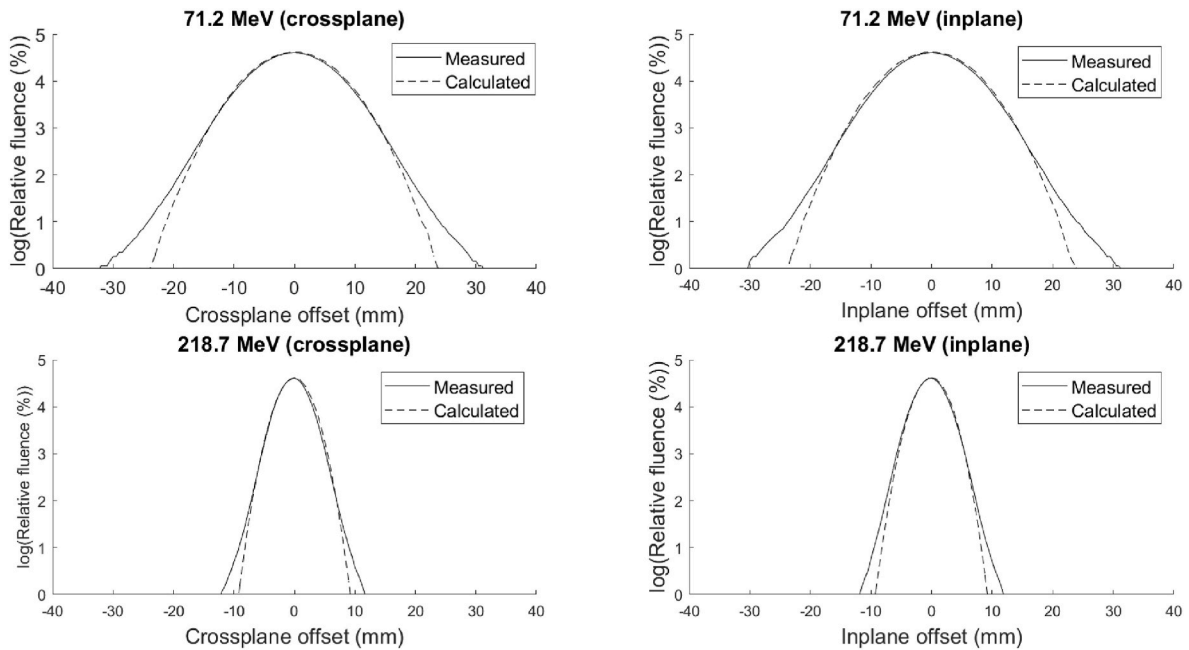 71.2 MeV (crossplane)
5
4
3
2
1
0
log(Relative fluence (%))
Measured
Calculated
-40 -30 -20 -10 0 10 20 30 40
Crossplane offset (mm)
71.2 MeV (inplane)
5
4
3
2
1
0
log(Relative fluence (%))
Measured
Calculated
-40 -30 -20 -10 0 10 20 30 40
Inplane offset (mm)
218.7 MeV (crossplane)
5
4
3
2
1
0
log(Relative fluence (%))
Measured
Calculated
-40 -30 -20 -10 0 10 20 30 40
Crossplane offset (mm)
218.7 MeV (inplane)
5
4
3
2
1
0
log(Relative fluence (%))
Measured
Calculated
-40 -30 -20 -10 0 10 20 30 40
Inplane offset (mm)